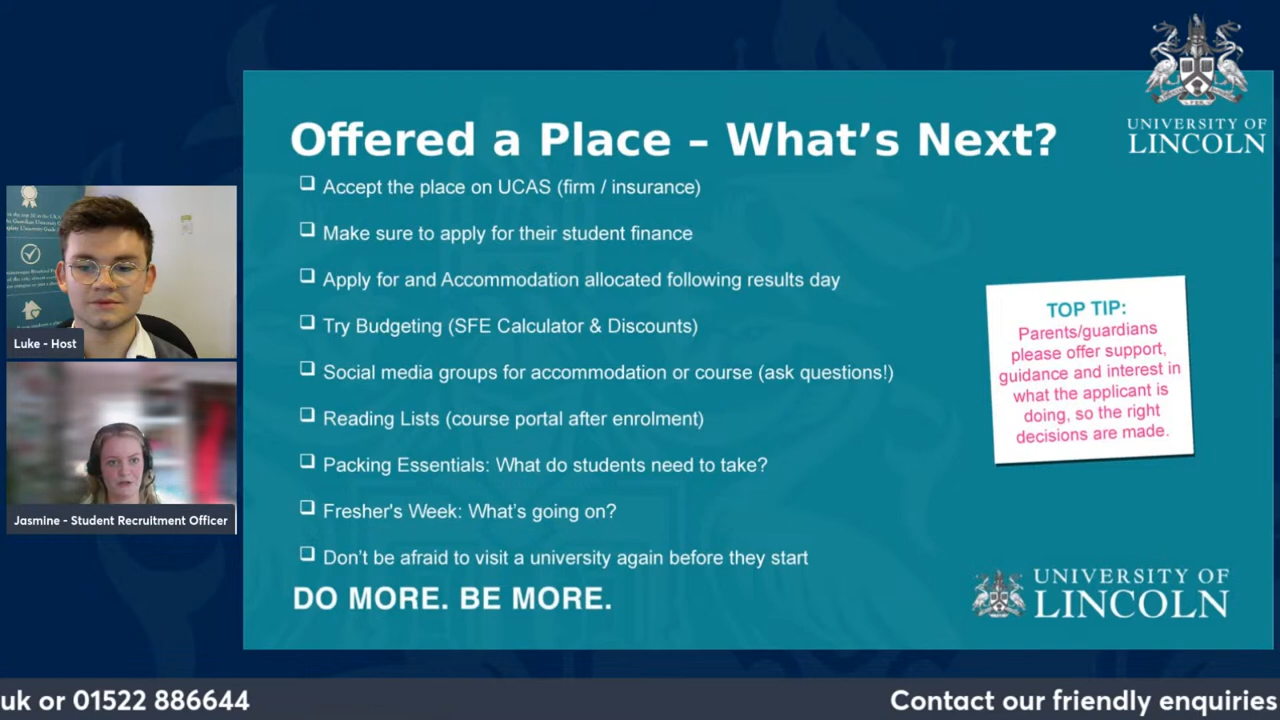 UNIVERSITY OF
LINCOLN
Offered a Place – What's Next?
❑ Accept the place on UCAS (firm / insurance)
❑ Make sure to apply for their student finance
❑ Apply for and Accommodation allocated following results day
❑ Try Budgeting (SFE Calculator & Discounts)
❑ Social media groups for accommodation or course (ask questions!)
❑ Reading Lists (course portal after enrolment)
❑ Packing Essentials: What do students need to take?
❑ Fresher's Week: What's going on?
❑ Don't be afraid to visit a university again before they start
DO MORE. BE MORE.
TOP TIP:
Parents/guardians
please offer support,
guidance and interest in
what the applicant is
doing, so the right
decisions are made.
UNIVERSITY OF
LINCOLN
Luke - Host
Jasmine - Student Recruitment Officer
uk or 01522 886644
Contact our friendly enquiries